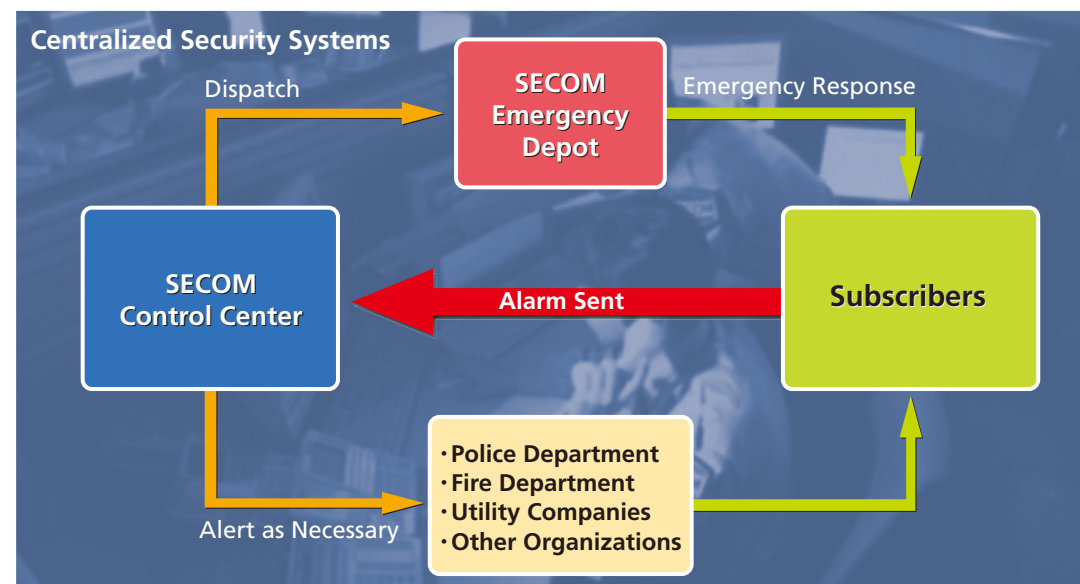 Centralized Security Systems
Dispatch
SECOM
Emergency
Depot
Emergency Response
SECOM
Control Center
Alarm Sent
Subscribers
Alert as Necessary
・Police Department
・Fire Department
・Utility Companies
・Other Organizations